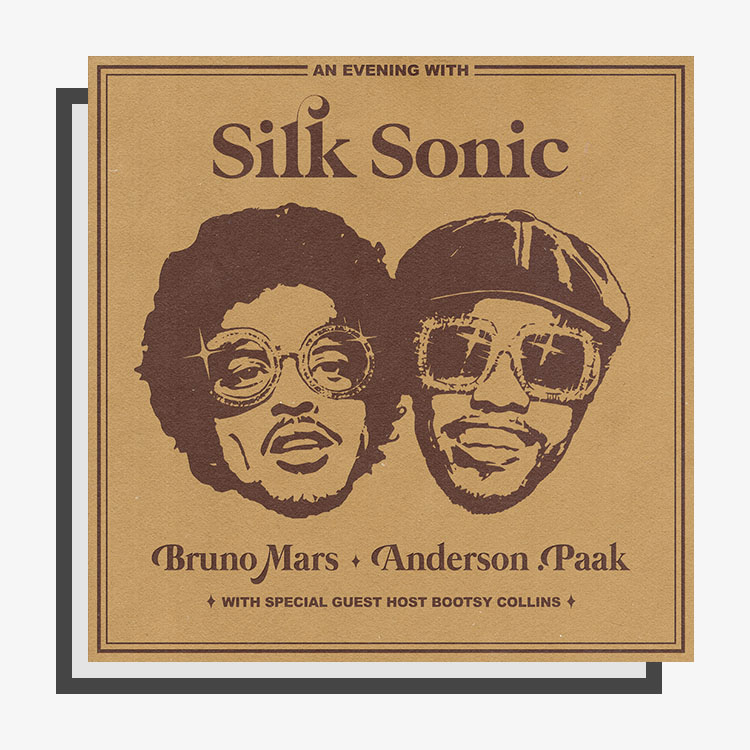 AN EVENING WITH
Silk Sonic
Bruno Mars ✦ Anderson .Paak
✦ WITH SPECIAL GUEST HOST BOOTSY COLLINS ✦